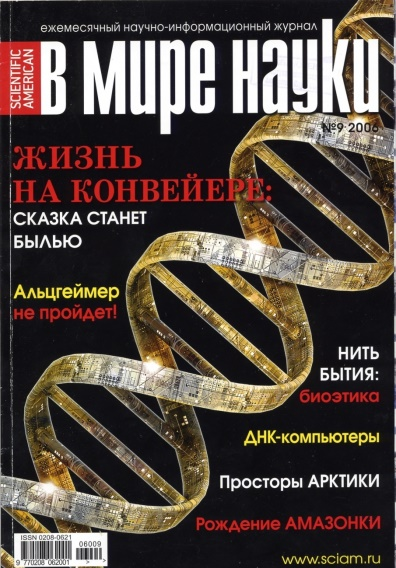 ежемесячный научно-информационный журнал
SCIENTIFIC
AMERICAN
В МИРЕ НАУКИ
№9 2006
ЖИЗНЬ
НА КОНВЕЙЕРЕ:
СКАЗКА СТАНЕТ
БЫЛЬЮ
Альцгеймер
не пройдет!
НИТЬ
БЫТИЯ:
биоэтика
ДНК-компьютеры
Просторы АРКТИКИ
Рождение АМАЗОНКИ
ISSN 0208-0621
06009
9 770208 062001 >
www.sciam.ru